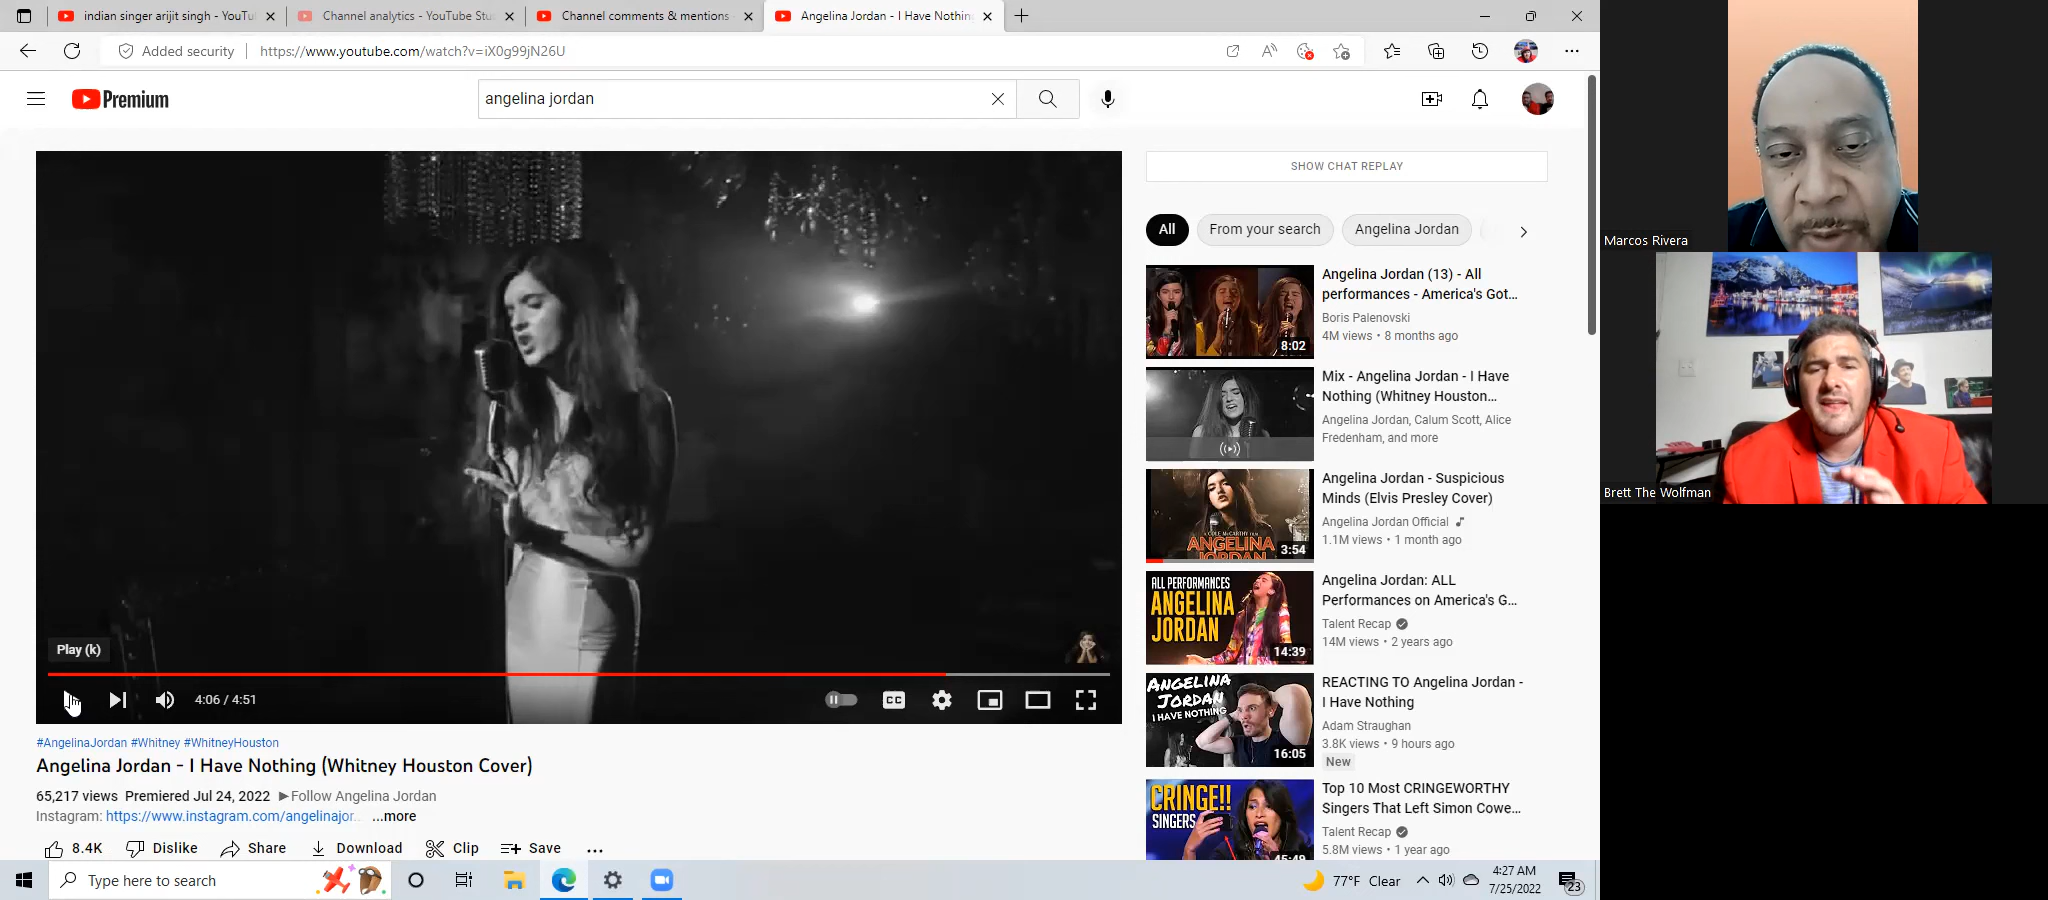 indian singer arijit singh - YouTu
Channel analytics - YouTube Stu
Channel comments & mentions -
Angelina Jordan - I Have Nothin
Added security
https://www.youtube.com/watch?v=iX0g99jN26U
Premium
angelina jordan
SHOW CHAT REPLAY
All
From your search
Angelina Jordan
Angelina Jordan (13) - All
performances - America's Got...
Boris Palenovski
4M views • 8 months ago
8:02
Mix - Angelina Jordan - I Have
Nothing (Whitney Houston...
Angelina Jordan, Calum Scott, Alice
Fredenham, and more
Angelina Jordan - Suspicious
Minds (Elvis Presley Cover)
Angelina Jordan Official
1.1M views • 1 month ago
ANGELINA
JORDAN
3:54
ALL PERFORMANCES
ANGELINA
JORDAN
14:39
Angelina Jordan: ALL
Performances on America's G...
Talent Recap
14M views • 2 years ago
ANGELINA
JORDAN
I HAVE NOTHING
16:05
REACTING TO Angelina Jordan -
I Have Nothing
Adam Straughan
3.8K views • 9 hours ago
New
CRINGE!!
SINGERS
45:49
Top 10 Most CRINGEWORTHY
Singers That Left Simon Cowe...
Talent Recap
5.8M views • 1 year ago
Play (k)
4:06 / 4:51
CC
#AngelinaJordan #Whitney #WhitneyHouston
Angelina Jordan - I Have Nothing (Whitney Houston Cover)
65,217 views Premiered Jul 24, 2022 ►Follow Angelina Jordan
Instagram: https://www.instagram.com/angelinajor... ...more
8.4K
Dislike
Share
Download
Clip
Save
Marcos Rivera
Brett The Wolfman
Type here to search
77°F Clear
4:27 AM
7/25/2022
23